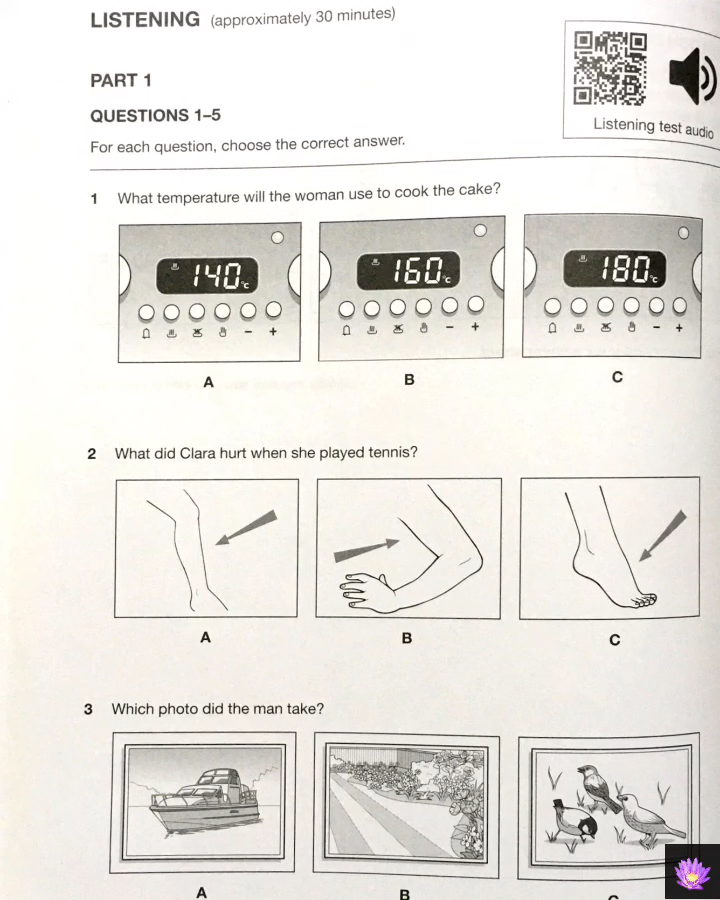 LISTENING (approximately 30 minutes)
PART 1
QUESTIONS 1–5
For each question, choose the correct answer.
Listening test audio
1 What temperature will the woman use to cook the cake?
140°C
160°C
180°C
− +
− +
− +
A
B
C
2 What did Clara hurt when she played tennis?
A
B
C
3 Which photo did the man take?
A
B